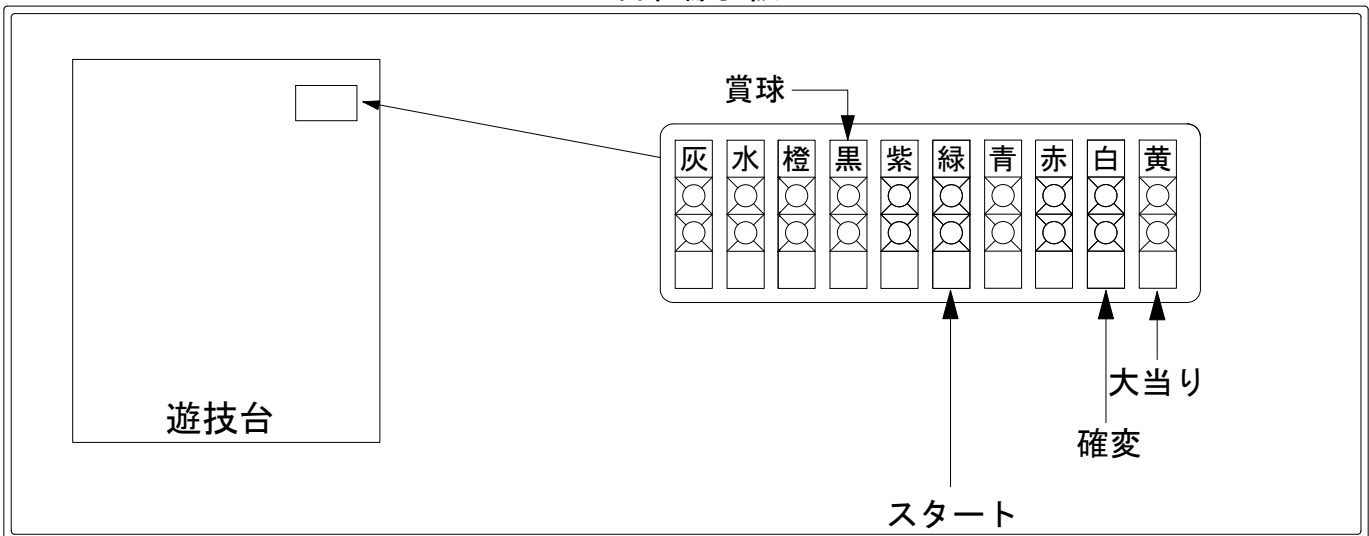 賞球
灰 水 橙 黒 紫 緑 青 赤 白 黄
大当り
遊技台
確変
スタート